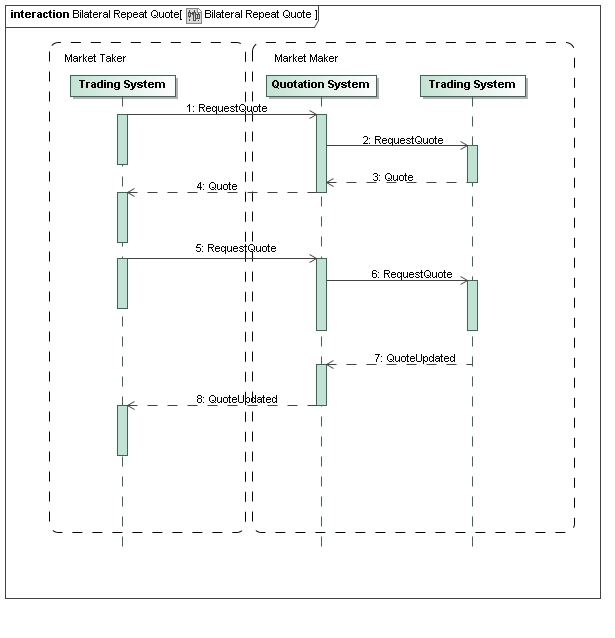 interaction Bilateral Repeat Quote[ Bilateral Repeat Quote ]
Market Taker
Market Maker
Trading System
Quotation System
Trading System
1: RequestQuote
2: RequestQuote
3: Quote
4: Quote
5: RequestQuote
6: RequestQuote
7: QuoteUpdated
8: QuoteUpdated